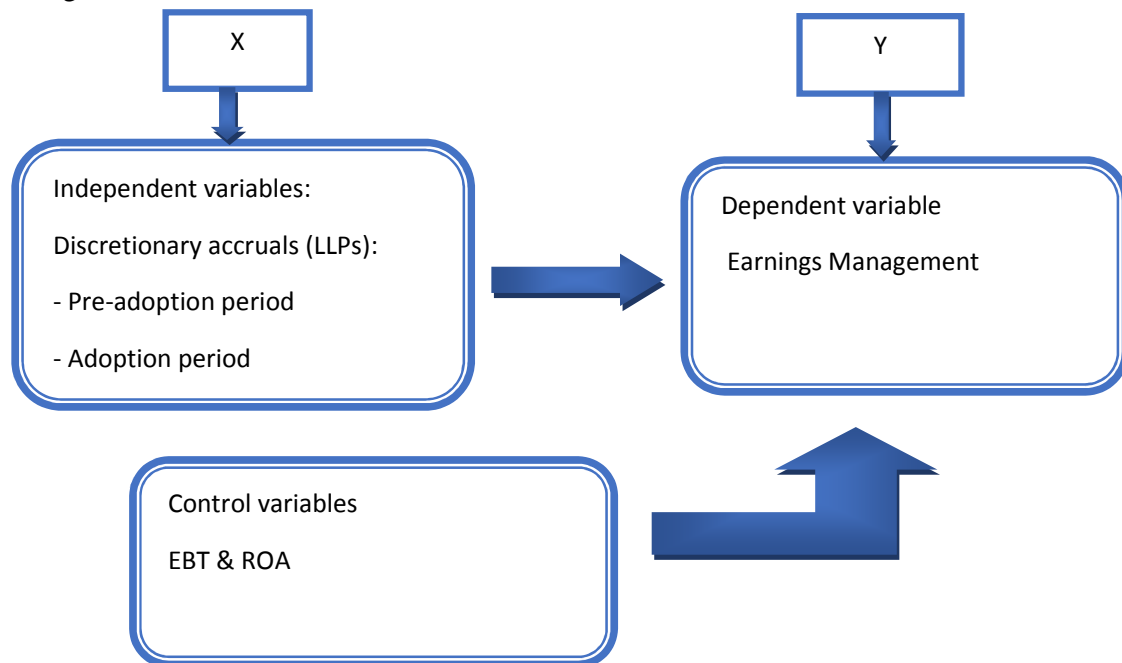 X
Y
Independent variables:
Discretionary accruals (LLPs):
- Pre-adoption period
- Adoption period
Dependent variable
Earnings Management
Control variables
EBT & ROA